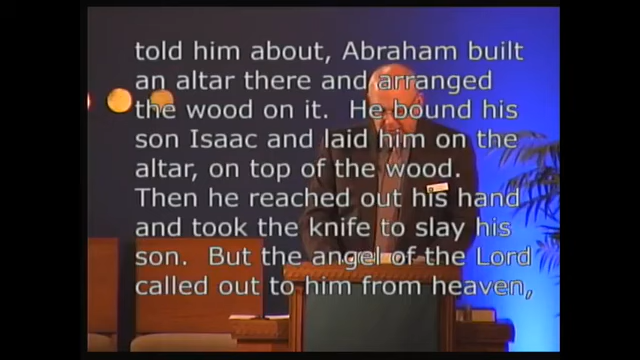 told him about, Abraham built
an altar there and arranged
the wood on it.  He bound his
son Isaac and laid him on the
altar, on top of the wood.
Then he reached out his hand
and took the knife to slay his
son.  But the angel of the Lord
called out to him from heaven,